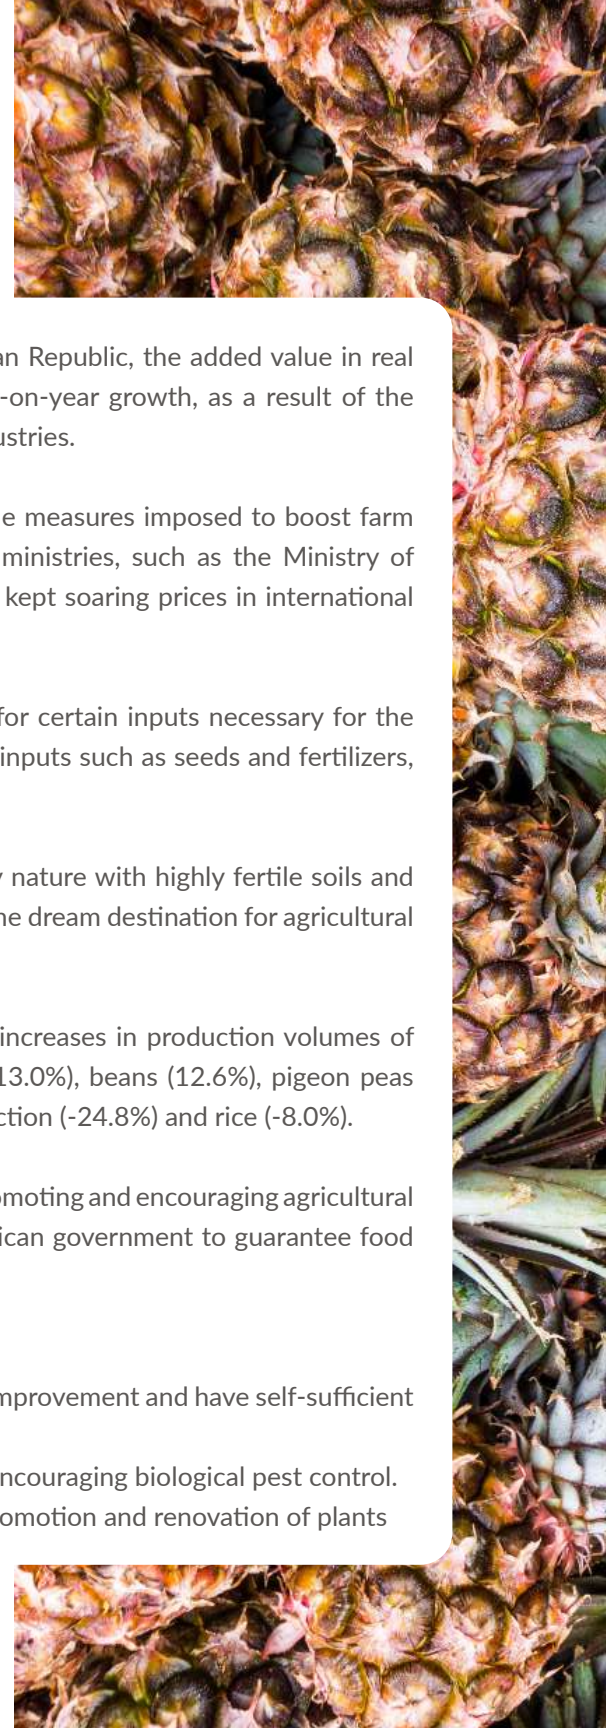 an Republic, the added value in real
-on-year growth, as a result of the
ustries.
e measures imposed to boost farm
ministries, such as the Ministry of
kept soaring prices in international
for certain inputs necessary for the
inputs such as seeds and fertilizers,
nature with highly fertile soils and
he dream destination for agricultural
increases in production volumes of
13.0%), beans (12.6%), pigeon peas
ction (-24.8%) and rice (-8.0%).
omoting and encouraging agricultural
ican government to guarantee food
mprovement and have self-sufficient
ncouraging biological pest control.
omotion and renovation of plants